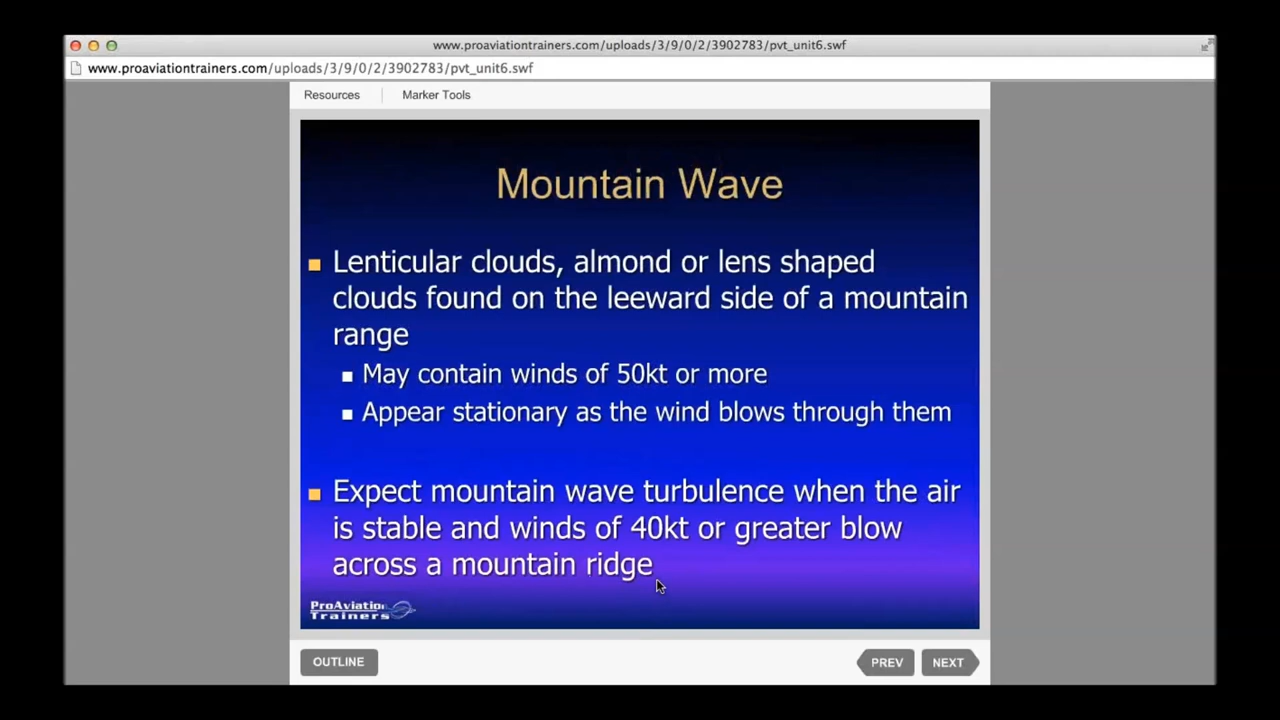 www.proaviationtrainers.com/uploads/3/9/0/2/3902783/pvt_unit6.swf
www.proaviationtrainers.com/uploads/3/9/0/2/3902783/pvt_unit6.swf
Resources
Marker Tools
Mountain Wave
Lenticular clouds, almond or lens shaped
clouds found on the leeward side of a mountain
range
May contain winds of 50kt or more
Appear stationary as the wind blows through them
Expect mountain wave turbulence when the air
is stable and winds of 40kt or greater blow
across a mountain ridge
ProAviation
Trainers
OUTLINE
PREV
NEXT